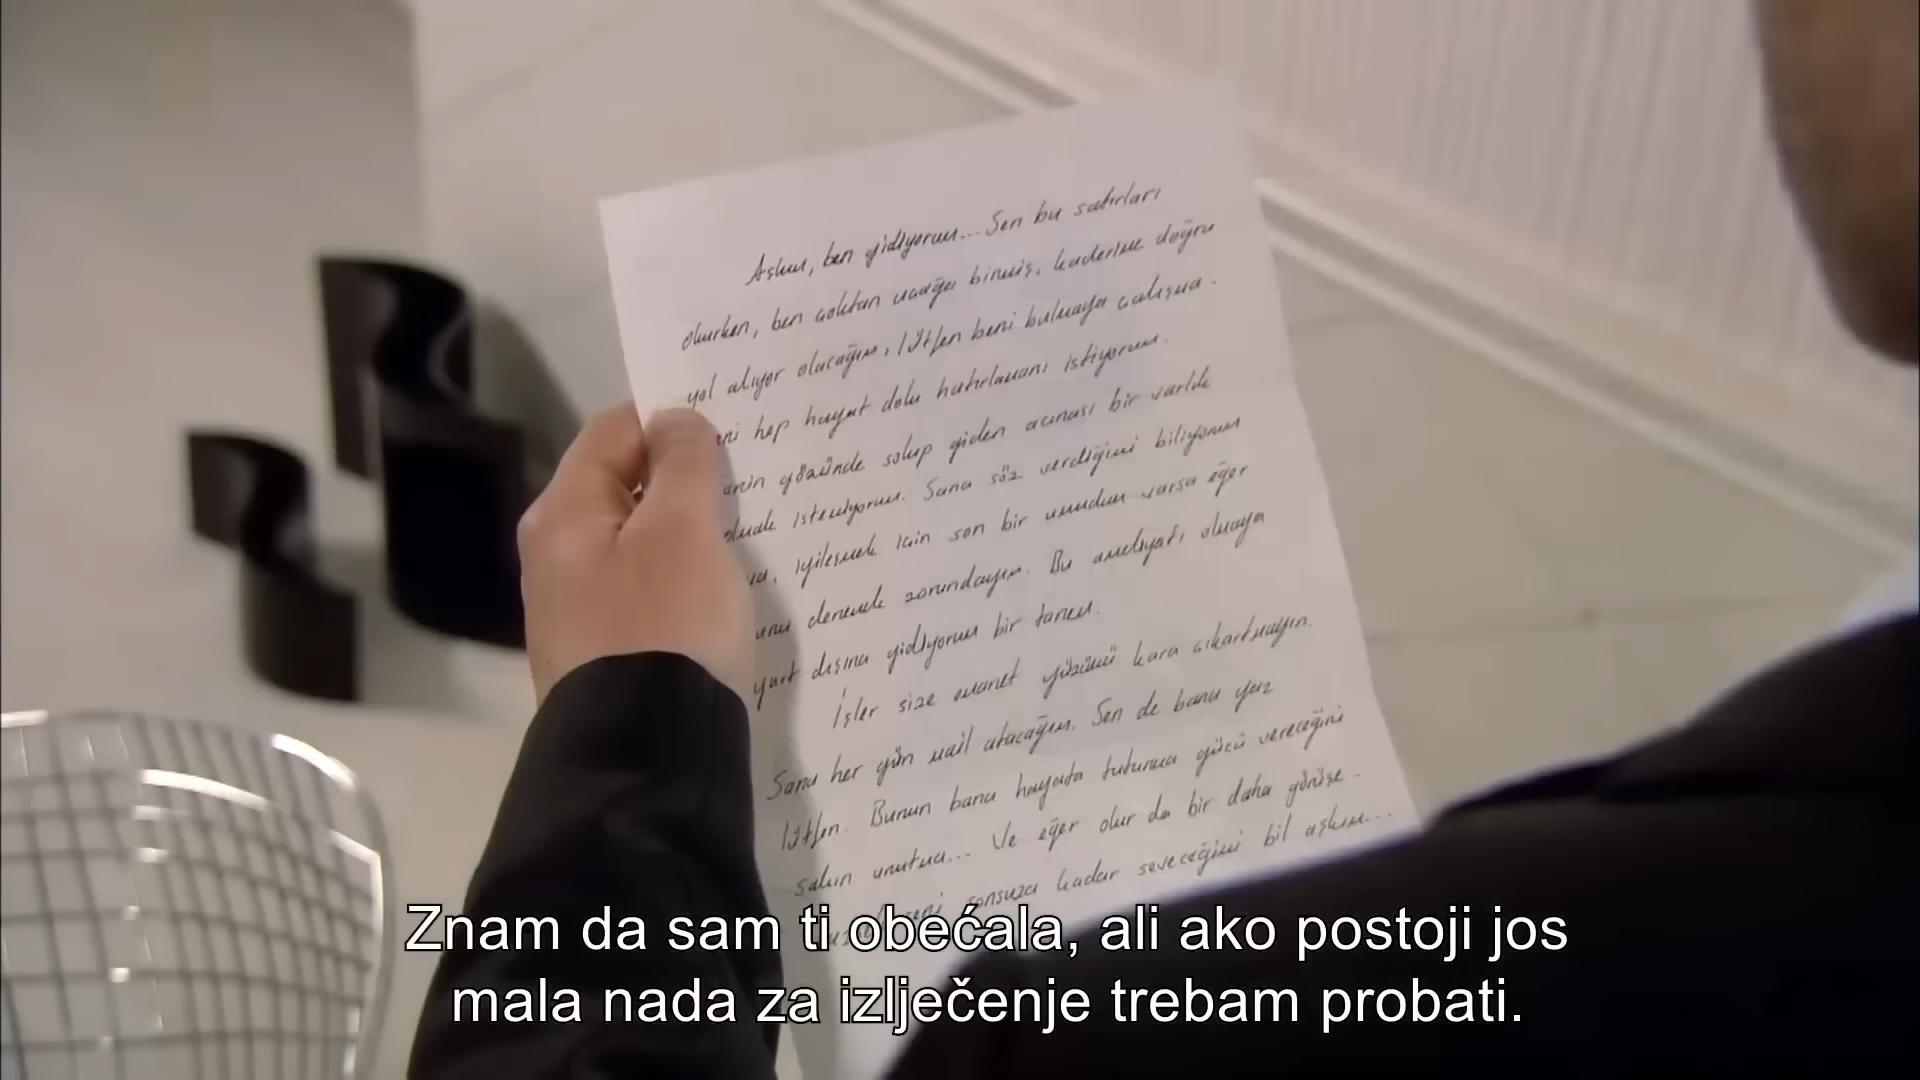 Aşkım, ben gidiyorum... Sen bu satırları
okurken, ben çoktan uçağa binmiş, kaderime doğru
yol alıyor olacağım, lütfen beni bulmaya çalışma.
hep hayat dolu hatırlamanı istiyorum.
gözünde solup giden acınası bir varlık
olmak istemiyorum. Sana söz verdiğimi biliyorum
iyileşmek için son bir umudum varsa eğer
denemek zorundayım. Bu ameliyatı olmaya
yurt dışına gidiyorum bir tanem.
İşler size emanet yüzümü kara çıkartmayın.
Sana her gün mail atacağım. Sen de bana yaz
lütfen. Bunun bana hayata tutunma gücü vereceğini
sakın unutma... Ve eğer olur da bir daha görüşe.
seni sonsuza kadar seveceğimi bil aşkım...
Znam da sam ti obećala, ali ako postoji jos
mala nada za izlječenje trebam probati.